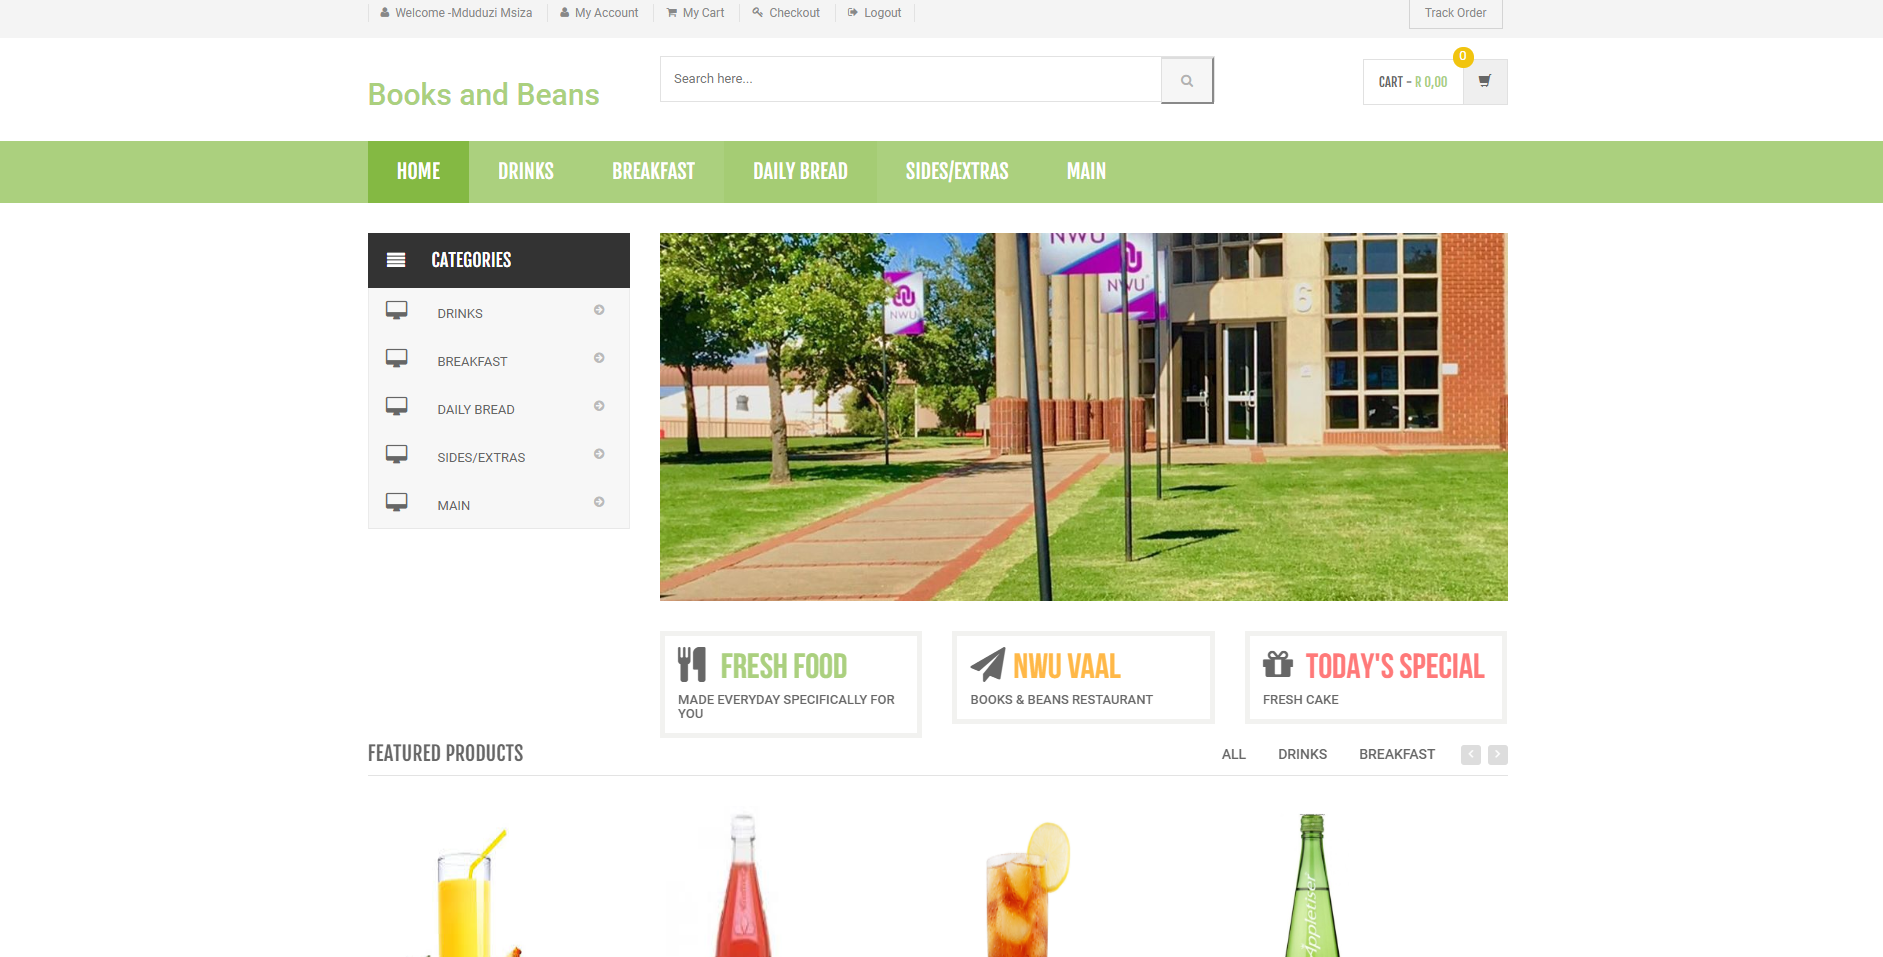 Welcome -Mduduzi Msiza
My Account
My Cart
Checkout
Logout
Track Order
Books and Beans
Search here...
CART - R 0,00
0
HOME
DRINKS
BREAKFAST
DAILY BREAD
SIDES/EXTRAS
MAIN
CATEGORIES
DRINKS
BREAKFAST
DAILY BREAD
SIDES/EXTRAS
MAIN
NWU
NWU
NWU
6
FRESH FOOD
MADE EVERYDAY SPECIFICALLY FOR
YOU
NWU VAAL
BOOKS & BEANS RESTAURANT
TODAY'S SPECIAL
FRESH CAKE
FEATURED PRODUCTS
ALL
DRINKS
BREAKFAST
Appletiser